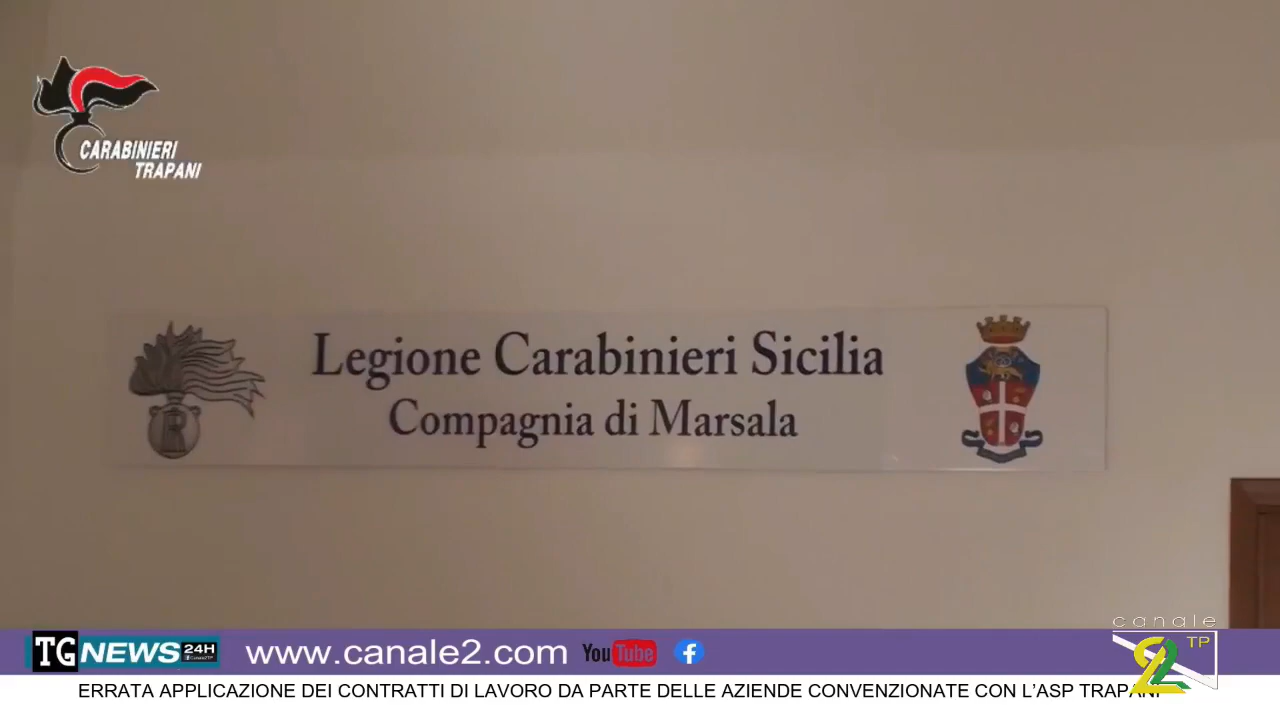 CARABINIERI
TRAPANI
Legione Carabinieri Sicilia
Compagnia di Marsala
canale
TP
2
TG NEWS 24H
www.canale2.com
YouTube
ERRATA APPLICAZIONE DEI CONTRATTI DI LAVORO DA PARTE DELLE AZIENDE CONVENZIONATE CON L'ASP TRAPANI